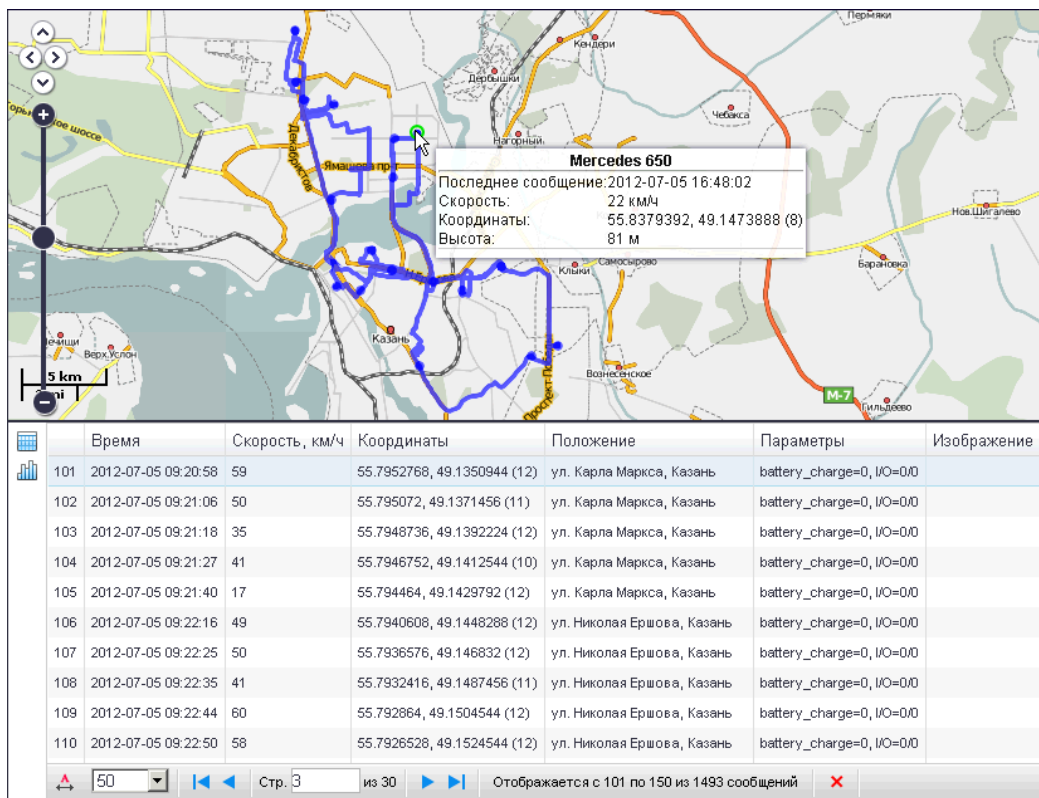 Пермяки
Кендери
Дербышки
Чебакса
Нагорный
Декабристов
Ямашева пр-т
Mercedes 650
Последнее сообщение:2012-07-05 16:48:02
Скорость: 22 км/ч
Координаты: 55.8379392, 49.1473888 (8)
Высота: 81 м
Нов.Шигалево
Самосырово
Клыки
Барановка
Казань
Верх.Услон
5 km
Вознесенское
M-7
Гильдеево
Время Скорость, км/ч Координаты Положение Параметры Изображение
101 2012-07-05 09:20:58 59 55.7952768, 49.1350944 (12) ул. Карла Маркса, Казань battery_charge=0, I/O=0/0
102 2012-07-05 09:21:06 50 55.795072, 49.1371456 (11) ул. Карла Маркса, Казань battery_charge=0, I/O=0/0
103 2012-07-05 09:21:18 35 55.7948736, 49.1392224 (12) ул. Карла Маркса, Казань battery_charge=0, I/O=0/0
104 2012-07-05 09:21:27 41 55.7946752, 49.1412544 (10) ул. Карла Маркса, Казань battery_charge=0, I/O=0/0
105 2012-07-05 09:21:40 17 55.794464, 49.1429792 (12) ул. Карла Маркса, Казань battery_charge=0, I/O=0/0
106 2012-07-05 09:22:16 49 55.7940608, 49.1448288 (12) ул. Николая Ершова, Казань battery_charge=0, I/O=0/0
107 2012-07-05 09:22:25 50 55.7936576, 49.146832 (12) ул. Николая Ершова, Казань battery_charge=0, I/O=0/0
108 2012-07-05 09:22:35 41 55.7932416, 49.1487456 (11) ул. Николая Ершова, Казань battery_charge=0, I/O=0/0
109 2012-07-05 09:22:44 60 55.792864, 49.1504544 (12) ул. Николая Ершова, Казань battery_charge=0, I/O=0/0
110 2012-07-05 09:22:50 58 55.7926528, 49.1524544 (12) ул. Николая Ершова, Казань battery_charge=0, I/O=0/0
50 Стр. 3 из 30 Отображается с 101 по 150 из 1493 сообщений